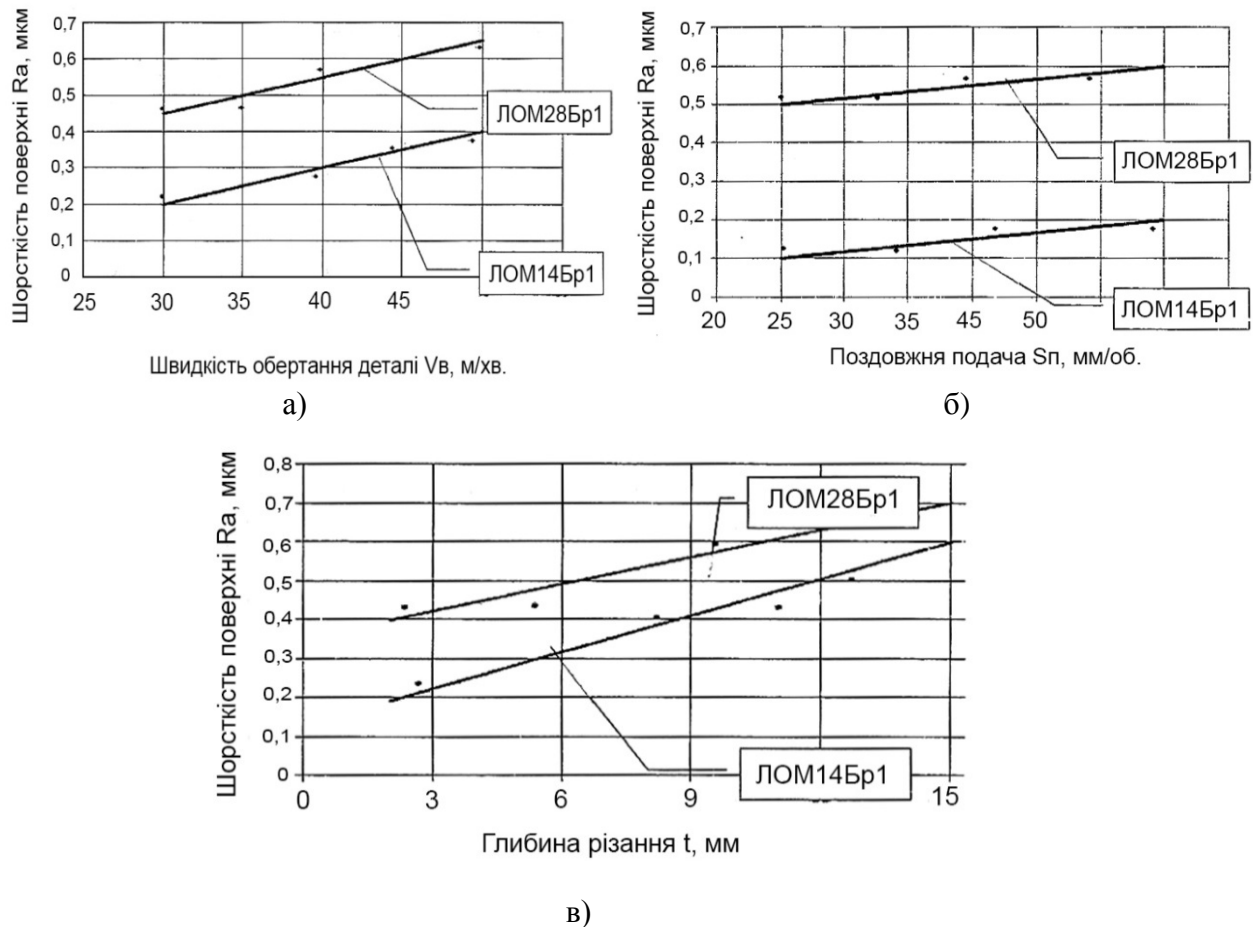 Шорсткість поверхні Ra, мкм
0,7
0,6
0,5
0,4
0,3
0,2
0,1
0
25 30 35 40 45
ЛОМ28Бр1
ЛОМ14Бр1
Швидкість обертання деталі Vв, м/хв.
а)
Шорсткість поверхні Ra, мкм
0,7
0,6
0,5
0,4
0,3
0,2
0,1
0
20 25 30 35 45 50
ЛОМ28Бр1
ЛОМ14Бр1
Поздовжня подача Sп, мм/об.
б)
Шорсткість поверхні Ra, мкм
0,8
0,7
0,6
0,5
0,4
0,3
0,2
0,1
0
0 3 6 9 15
ЛОМ28Бр1
ЛОМ14Бр1
Глибина різання t, мм
в)